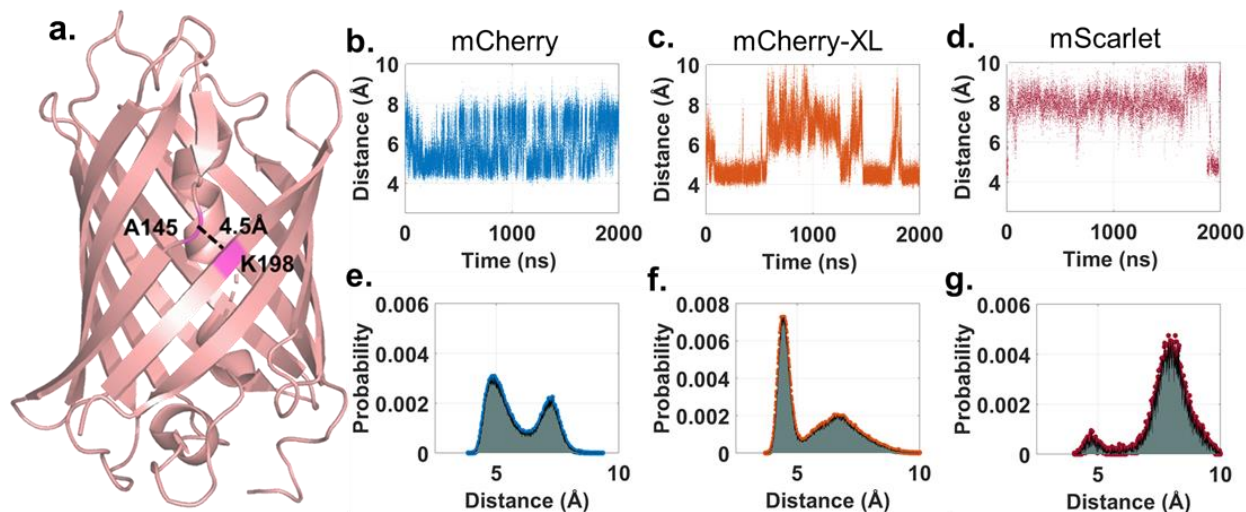 a.
A145
4.5Å
K198
b.
mCherry
Distance (Å)
10
8
6
4
0
1000
2000
Time (ns)
c.
mCherry-XL
Distance (Å)
10
8
6
4
0
1000
2000
Time (ns)
d.
mScarlet
Distance (Å)
10
8
6
4
0
1000
2000
Time (ns)
e.
Probability
0.006
0.004
0.002
0
5
10
Distance (Å)
f.
Probability
0.008
0.006
0.004
0.002
0
5
10
Distance (Å)
g.
Probability
0.006
0.004
0.002
0
5
10
Distance (Å)